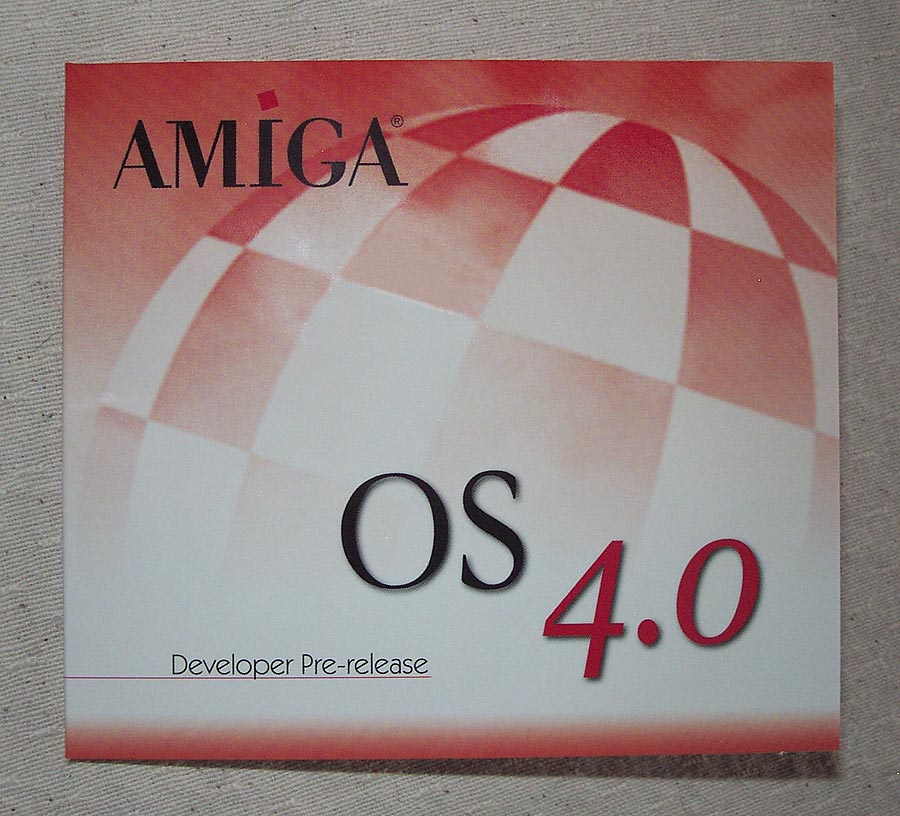 AMIGA®
OS
4.0
Developer Pre-release